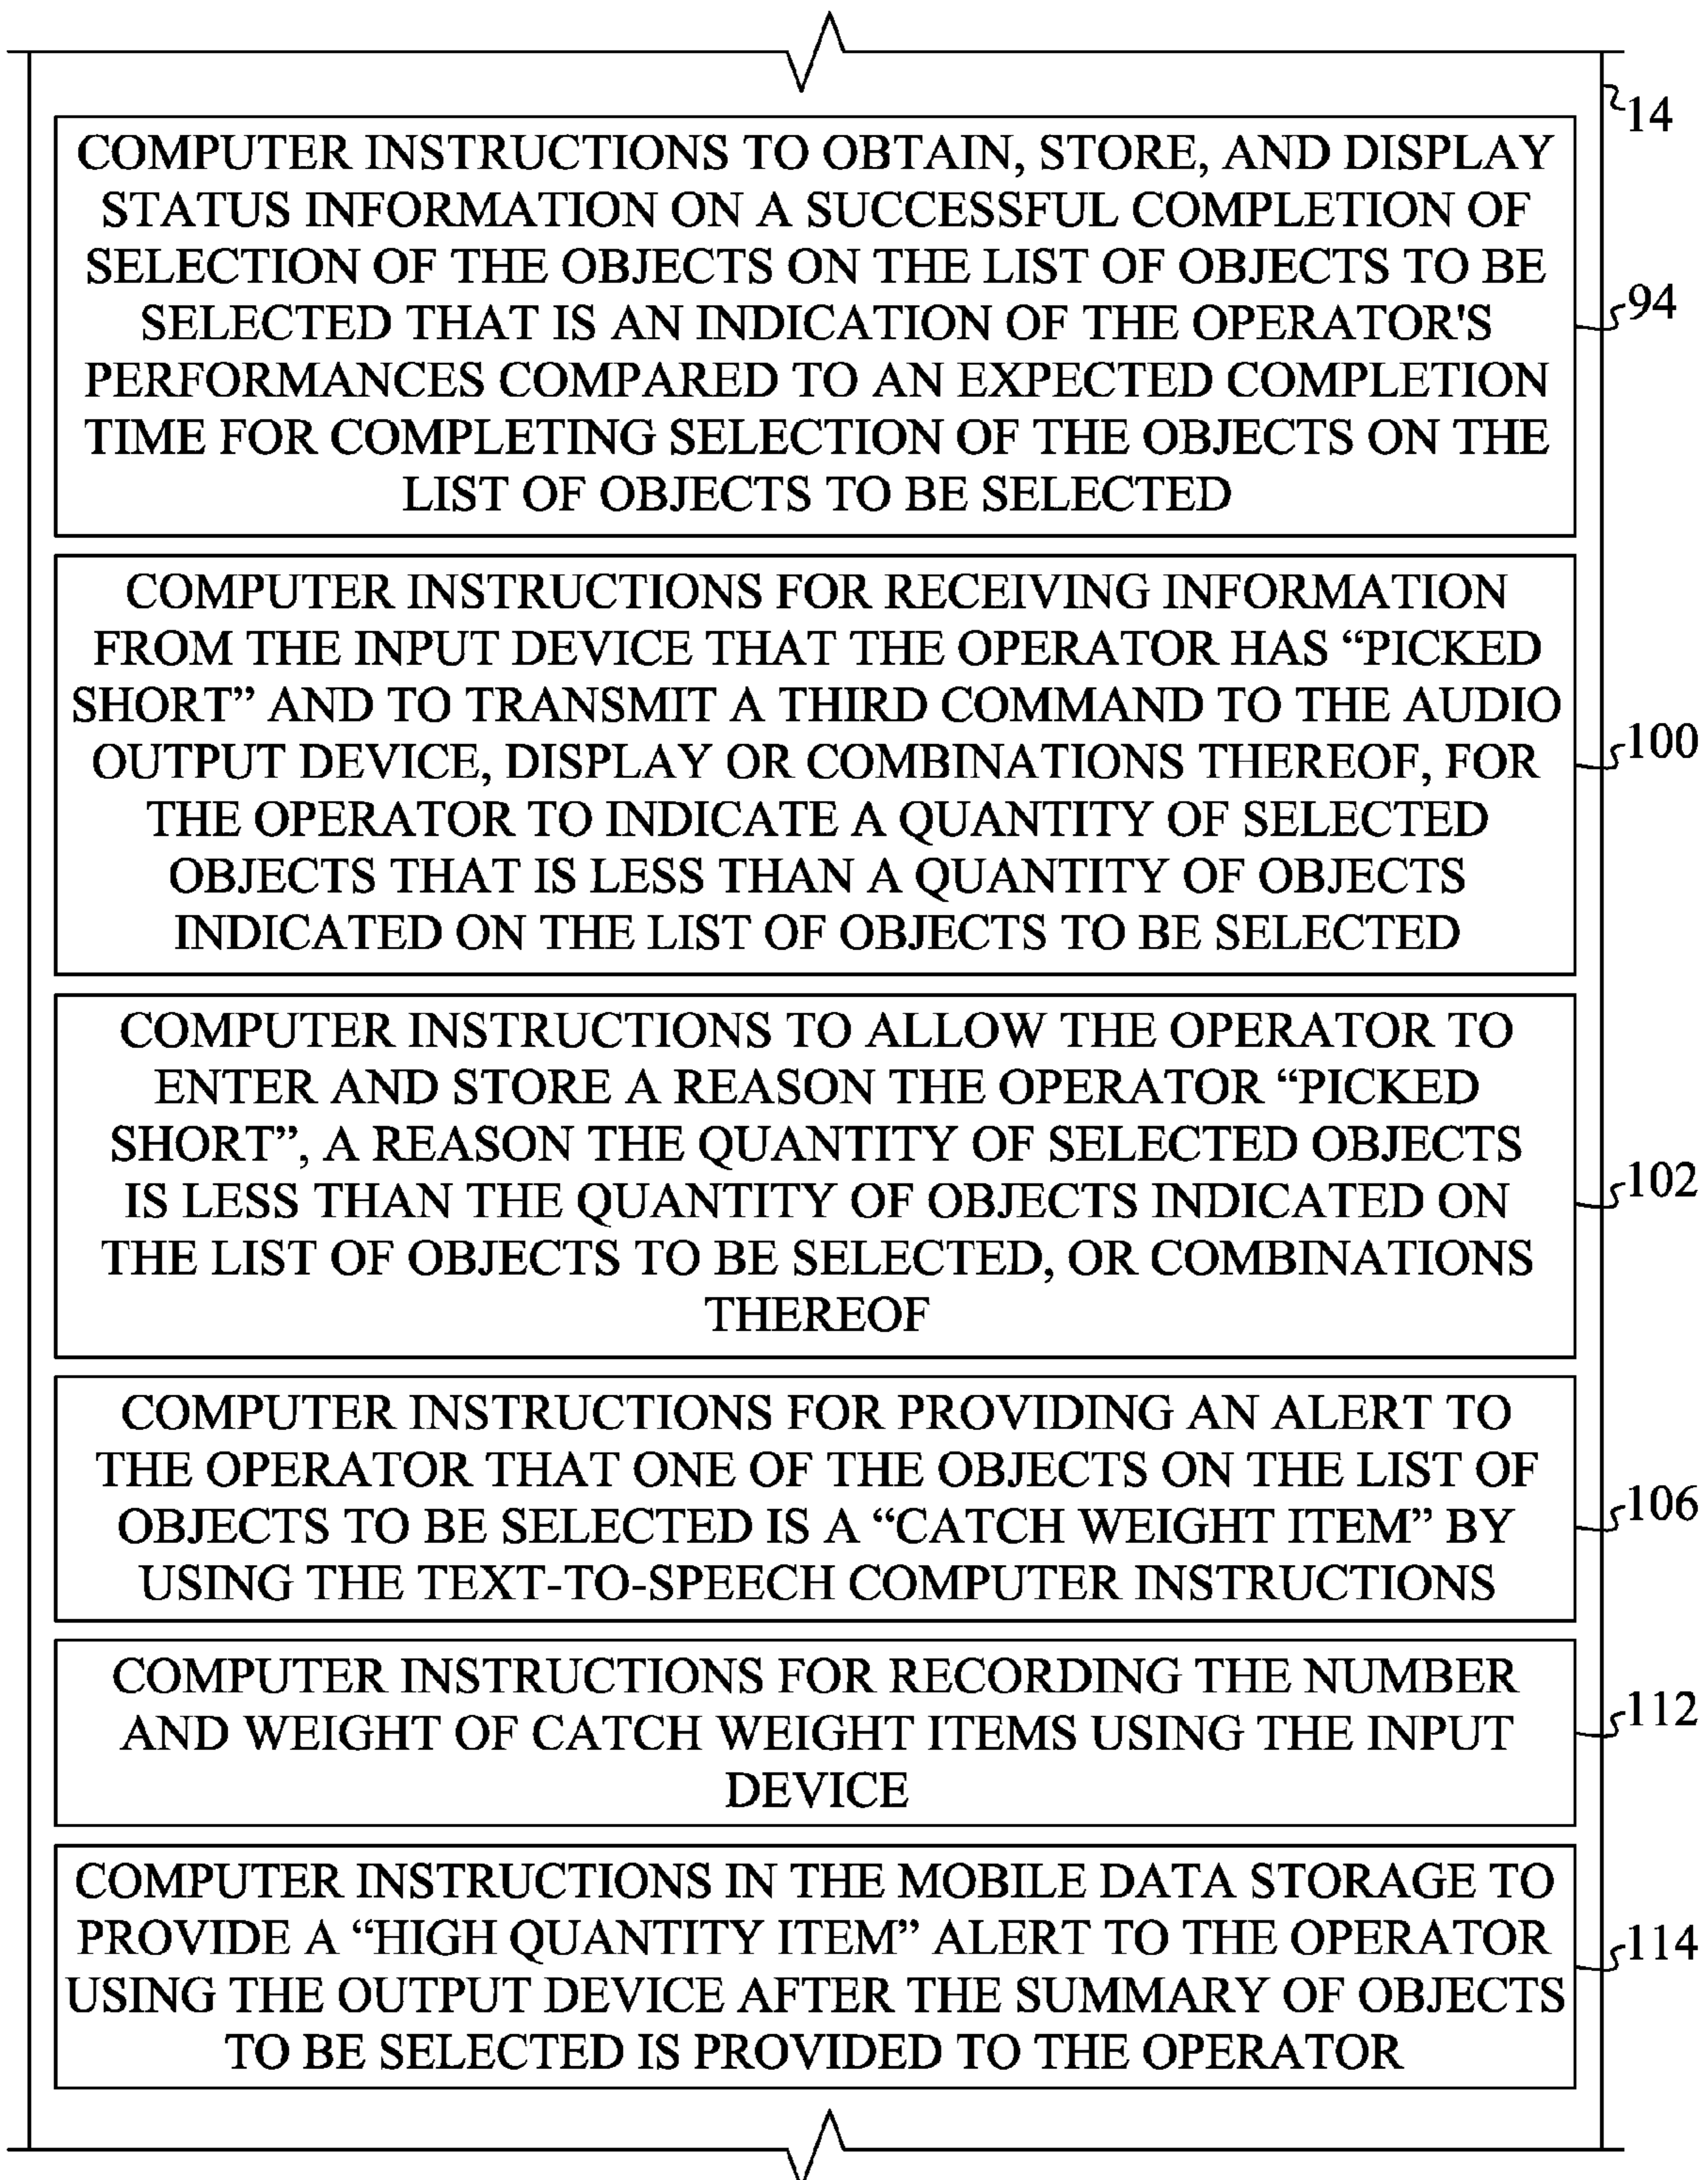 14
COMPUTER INSTRUCTIONS TO OBTAIN, STORE, AND DISPLAY
STATUS INFORMATION ON A SUCCESSFUL COMPLETION OF
SELECTION OF THE OBJECTS ON THE LIST OF OBJECTS TO BE
SELECTED THAT IS AN INDICATION OF THE OPERATOR'S
PERFORMANCES COMPARED TO AN EXPECTED COMPLETION
TIME FOR COMPLETING SELECTION OF THE OBJECTS ON THE
LIST OF OBJECTS TO BE SELECTED
94
COMPUTER INSTRUCTIONS FOR RECEIVING INFORMATION
FROM THE INPUT DEVICE THAT THE OPERATOR HAS “PICKED
SHORT” AND TO TRANSMIT A THIRD COMMAND TO THE AUDIO
OUTPUT DEVICE, DISPLAY OR COMBINATIONS THEREOF, FOR
THE OPERATOR TO INDICATE A QUANTITY OF SELECTED
OBJECTS THAT IS LESS THAN A QUANTITY OF OBJECTS
INDICATED ON THE LIST OF OBJECTS TO BE SELECTED
100
COMPUTER INSTRUCTIONS TO ALLOW THE OPERATOR TO
ENTER AND STORE A REASON THE OPERATOR “PICKED
SHORT”, A REASON THE QUANTITY OF SELECTED OBJECTS
IS LESS THAN THE QUANTITY OF OBJECTS INDICATED ON
THE LIST OF OBJECTS TO BE SELECTED, OR COMBINATIONS
THEREOF
102
COMPUTER INSTRUCTIONS FOR PROVIDING AN ALERT TO
THE OPERATOR THAT ONE OF THE OBJECTS ON THE LIST OF
OBJECTS TO BE SELECTED IS A “CATCH WEIGHT ITEM” BY
USING THE TEXT-TO-SPEECH COMPUTER INSTRUCTIONS
106
COMPUTER INSTRUCTIONS FOR RECORDING THE NUMBER
AND WEIGHT OF CATCH WEIGHT ITEMS USING THE INPUT
DEVICE
112
COMPUTER INSTRUCTIONS IN THE MOBILE DATA STORAGE TO
PROVIDE A “HIGH QUANTITY ITEM” ALERT TO THE OPERATOR
USING THE OUTPUT DEVICE AFTER THE SUMMARY OF OBJECTS
TO BE SELECTED IS PROVIDED TO THE OPERATOR
114